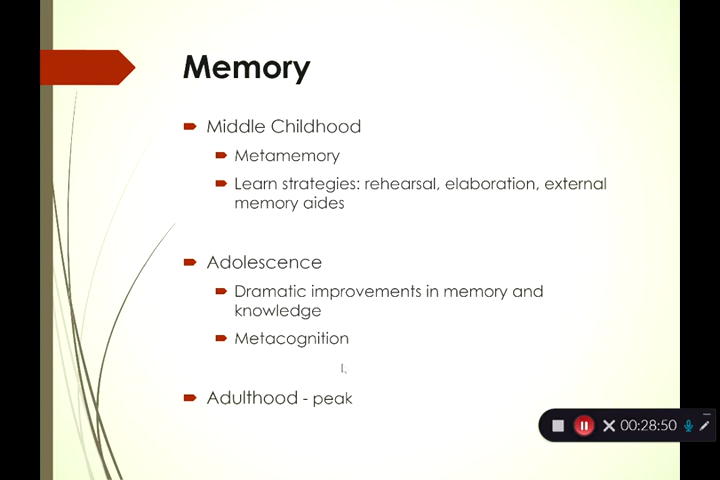 Memory
Middle Childhood
Metamemory
Learn strategies: rehearsal, elaboration, external
memory aides
Adolescence
Dramatic improvements in memory and
knowledge
Metacognition
Adulthood - peak
00:28:50